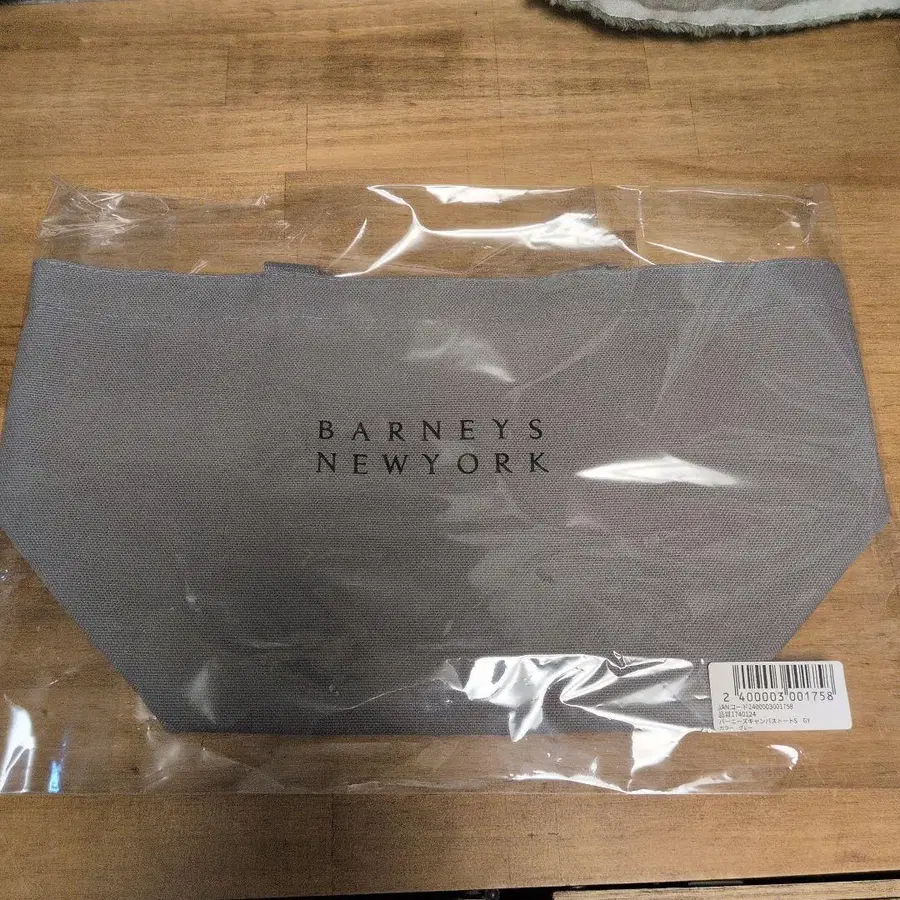 BARNEYS
NEWYORK
2 400003 001758
JANコード2400003001758
品番1740124
バーニーズキャンバストートS GY
カラー グレー